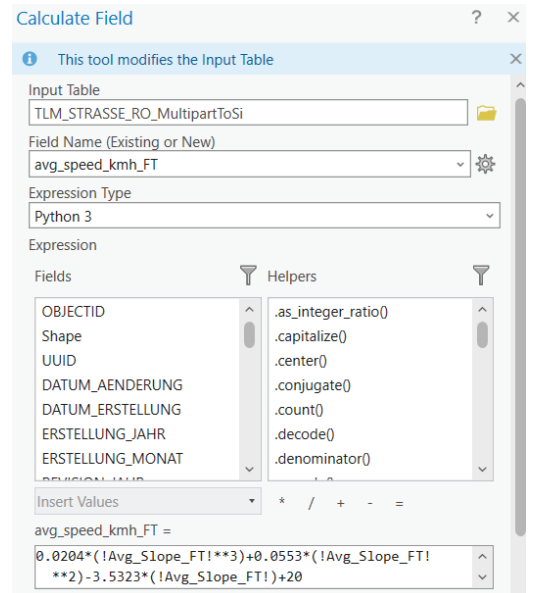 Calculate Field ? ×
This tool modifies the Input Table ×
Input Table
TLM_STRASSE_RO_MultipartToSi
Field Name (Existing or New)
avg_speed_kmh_FT
Expression Type
Python 3
Expression
Fields
OBJECTID
Shape
UUID
DATUM_AENDERUNG
DATUM_ERSTELLUNG
ERSTELLUNG_JAHR
ERSTELLUNG_MONAT
Helpers
.as_integer_ratio()
.capitalize()
.center()
.conjugate()
.count()
.decode()
.denominator()
Insert Values * / + - =
avg_speed_kmh_FT =
0.0204*(!Avg_Slope_FT!**3)+0.0553*(!Avg_Slope_FT!
**2)-3.5323*(!Avg_Slope_FT!)+20